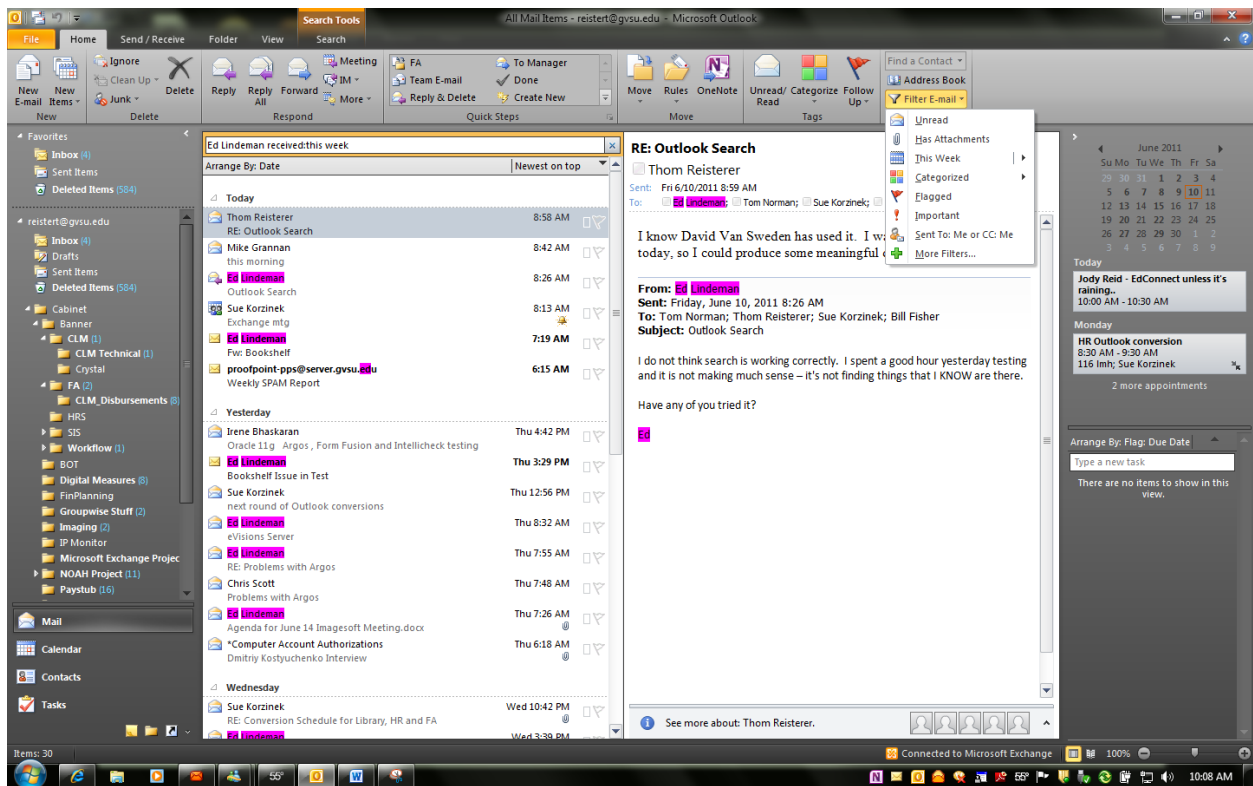 Search Tools
All Mail Items - reistert@gvsu.edu - Microsoft Outlook
File Home Send / Receive Folder View Search
Ignore
Clean Up
Junk
Delete
New E-mail
New Items
Reply
Reply All
Forward
Meeting
IM
More
FA
Team E-mail
Reply & Delete
To Manager
Done
Create New
Move
Rules
OneNote
Unread/ Read
Categorize
Follow Up
Find a Contact
Address Book
Filter E-mail
New Delete Respond Quick Steps Move Tags
Unread
Has Attachments
This Week
Categorized
Flagged
Important
Sent To: Me or CC: Me
More Filters...
Favorites
Inbox (4)
Sent Items
Deleted Items (584)
reistert@gvsu.edu
Inbox (4)
Drafts
Sent Items
Deleted Items (584)
Cabinet
Banner
CLM (1)
CLM Technical (1)
Crystal
FA (2)
CLM_Disbursements (8)
HRS
SIS
Workflow (1)
BOT
Digital Measures (8)
FinPlanning
Groupwise Stuff (2)
Imaging (2)
IP Monitor
Microsoft Exchange Projec
NOAH Project (11)
Paystub (16)
Mail
Calendar
Contacts
Tasks
Ed Lindeman received:this week
Arrange By: Date Newest on top
Today
Thom Reisterer 8:58 AM
RE: Outlook Search
Mike Grannan 8:42 AM
this morning
Ed Lindeman 8:26 AM
Outlook Search
Sue Korzinek 8:13 AM
Exchange mtg
Ed Lindeman 7:19 AM
Fw: Bookshelf
proofpoint-pps@server.gvsu.edu 6:15 AM
Weekly SPAM Report
Yesterday
Irene Bhaskaran Thu 4:42 PM
Oracle 11g Argos , Form Fusion and Intellicheck testing
Ed Lindeman Thu 3:29 PM
Bookshelf Issue in Test
Sue Korzinek Thu 12:56 PM
next round of Outlook conversions
Ed Lindeman Thu 8:32 AM
eVisions Server
Ed Lindeman Thu 7:55 AM
RE: Problems with Argos
Chris Scott Thu 7:48 AM
Problems with Argos
Ed Lindeman Thu 7:26 AM
Agenda for June 14 Imagesoft Meeting.docx
*Computer Account Authorizations Thu 6:18 AM
Dmitriy Kostyuchenko Interview
Wednesday
Sue Korzinek Wed 10:42 PM
RE: Conversion Schedule for Library, HR and FA
Ed Lindeman Wed 3:39 PM
RE: Outlook Search
Thom Reisterer
Sent: Fri 6/10/2011 8:59 AM
To: Ed Lindeman; Tom Norman; Sue Korzinek;
I know David Van Sweden has used it. I
today, so I could produce some meaningful
From: Ed Lindeman
Sent: Friday, June 10, 2011 8:26 AM
To: Tom Norman; Thom Reisterer; Sue Korzinek; Bill Fisher
Subject: Outlook Search
I do not think search is working correctly. I spent a good hour yesterday testing
and it is not making much sense – it's not finding things that I KNOW are there.
Have any of you tried it?
Ed
See more about: Thom Reisterer.
June 2011
Su Mo Tu We Th Fr Sa
29 30 31 1 2 3 4
5 6 7 8 9 10 11
12 13 14 15 16 17 18
19 20 21 22 23 24 25
26 27 28 29 30 1 2
3 4 5 6 7 8 9
Today
Jody Reid - EdConnect unless it's
raining..
10:00 AM - 10:30 AM
Monday
HR Outlook conversion
8:30 AM - 9:30 AM
116 lmh; Sue Korzinek
2 more appointments
Arrange By: Flag: Due Date
Type a new task
There are no items to show in this
view.
Items: 30
Connected to Microsoft Exchange 100%
55° 55° 10:08 AM